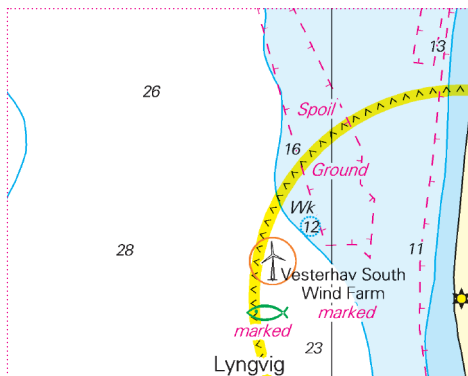 13
26
Spoil
16
Ground
Wk
12
28
11
Vesterhav South
Wind Farm
marked
marked
23
Lyngvig